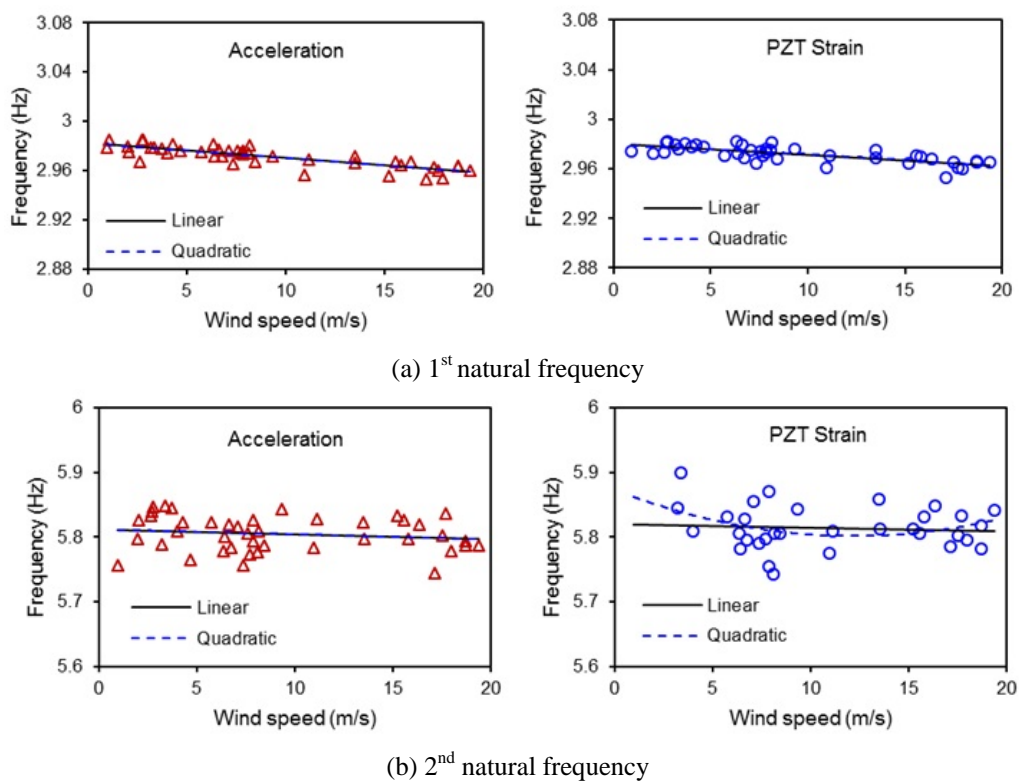 3.08
3.04
3
2.96
2.92
2.88
Frequency (Hz)
Acceleration
Linear
Quadratic
0 5 10 15 20
Wind speed (m/s)
3.08
3.04
3
2.96
2.92
2.88
Frequency (Hz)
PZT Strain
Linear
Quadratic
0 5 10 15 20
Wind speed (m/s)
(a) 1st natural frequency
6
5.9
5.8
5.7
5.6
Frequency (Hz)
Acceleration
Linear
Quadratic
0 5 10 15 20
Wind speed (m/s)
6
5.9
5.8
5.7
5.6
Frequency (Hz)
PZT Strain
Linear
Quadratic
0 5 10 15 20
Wind speed (m/s)
(b) 2nd natural frequency